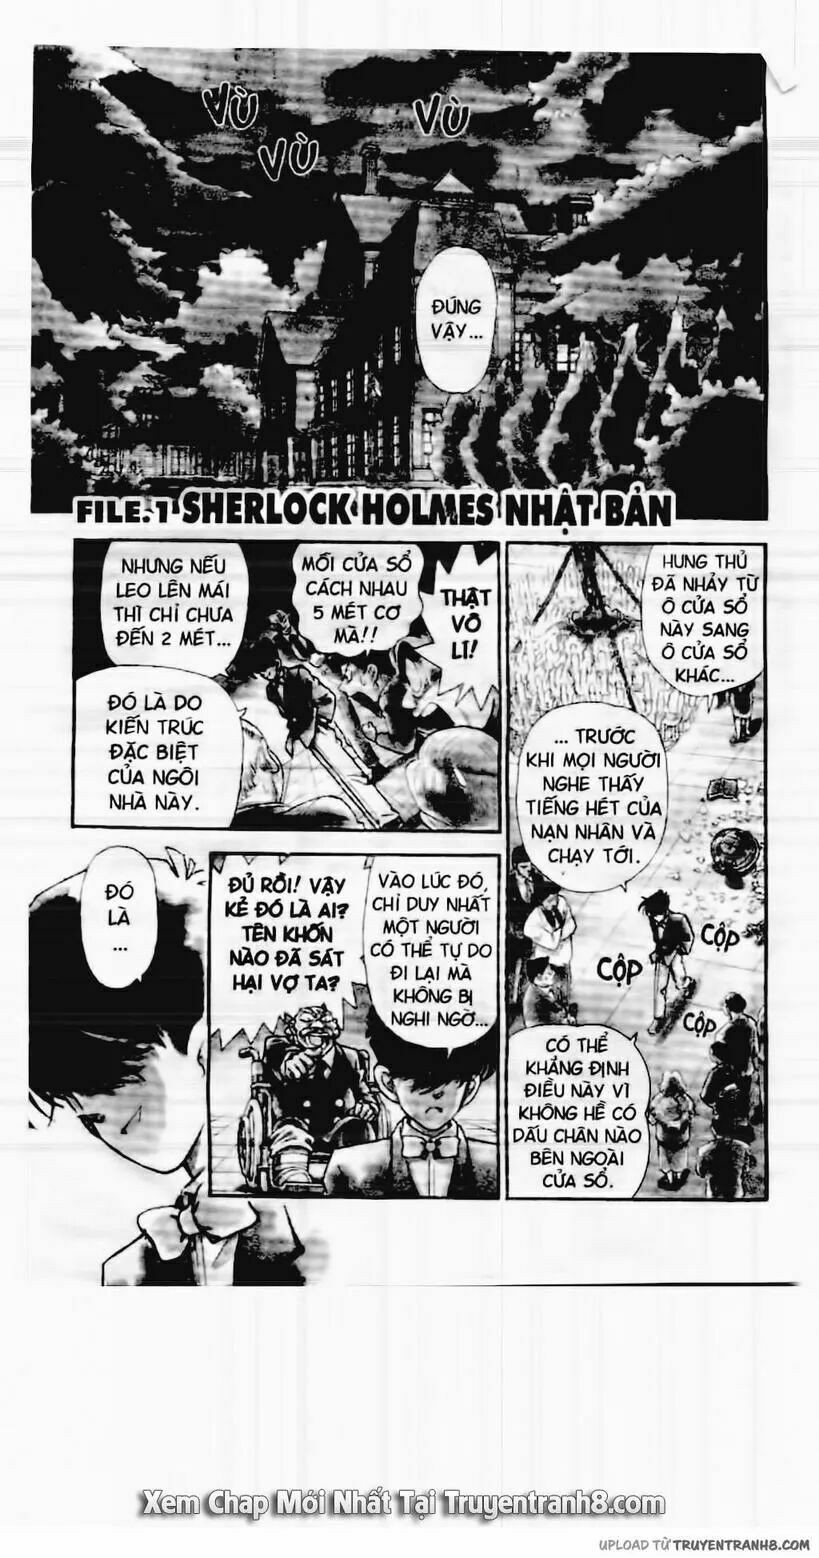 VÙ
VÙ
VÙ
ĐÚNG
VẬY...
FILE.1 SHERLOCK HOLMES NHẬT BẢN
HUNG THỦ
ĐÃ NHẢY TỪ
Ô CỬA SỔ
NÀY SANG
Ô CỬA SỔ
KHÁC...
... TRƯỚC
KHI MỌI NGƯỜI
NGHE THẤY
TIẾNG HÉT CỦA
NẠN NHÂN VÀ
CHẠY TỚI.
CỘP
CỘP
CỘP
CÓ THỂ
KHẲNG ĐỊNH
ĐIỀU NÀY VÌ
KHÔNG HỀ CÓ
DẤU CHÂN NÀO
BÊN NGOÀI
CỬA SỔ.
THẬT
VÔ
LÍ!
MỖI CỬA SỔ
CÁCH NHAU
5 MÉT CƠ
MÀ!!
NHƯNG NẾU
LEO LÊN MÁI
THÌ CHỈ CHƯA
ĐẾN 2 MÉT...
ĐÓ LÀ DO
KIẾN TRÚC
ĐẶC BIỆT
CỦA NGÔI
NHÀ NÀY.
VÀO LÚC ĐÓ,
CHỈ DUY NHẤT
MỘT NGƯỜI
CÓ THỂ TỰ DO
ĐI LẠI MÀ
KHÔNG BỊ
NGHI NGỜ...
ĐỦ RỒI! VẬY
KẺ ĐÓ LÀ AI?
TÊN KHỐN
NÀO ĐÃ SÁT
HẠI VỢ TA?
ĐÓ
LÀ
...
Xem Chap Mới Nhất Tại Truyentranh8.com
UPLOAD TỪ TRUYENTRANH8.COM